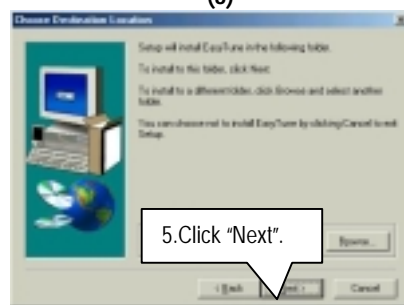 (3)
Choose Destination Location
Setup will install EasyTune in the following folder.
To install to this folder, click Next.
To install to a different folder, click Browse and select another
folder.
You can choose not to install EasyTune by clicking Cancel to exit
Setup.
5.Click "Next".
Browse...
< Back
Cancel